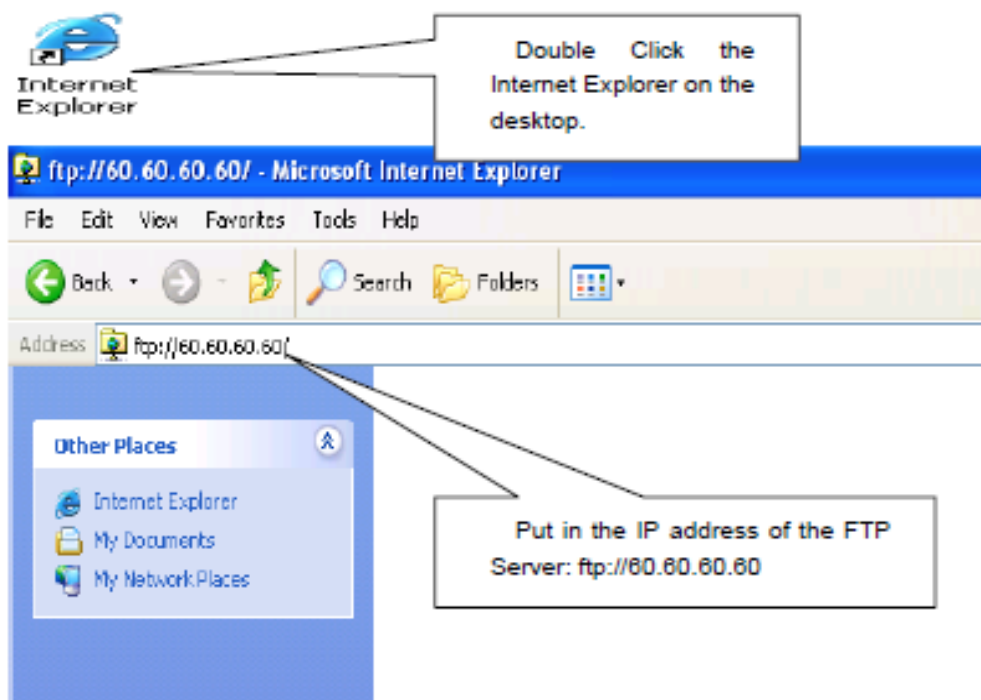 Internet
Explorer
Double Click the
Internet Explorer on the
desktop.
ftp://60.60.60.60/ - Microsoft Internet Explorer
File Edit View Favorites Tools Help
Back Search Folders
Address ftp://60.60.60.60/
Other Places
Internet Explorer
My Documents
My Network Places
Put in the IP address of the FTP
Server: ftp://60.60.60.60